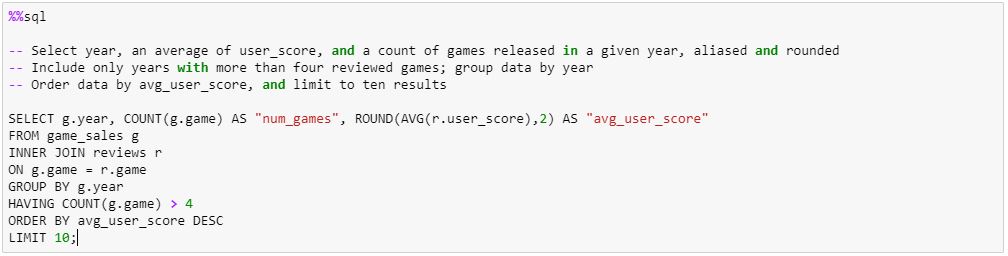 %%sql
-- Select year, an average of user_score, and a count of games released in a given year, aliased and rounded
-- Include only years with more than four reviewed games; group data by year
-- Order data by avg_user_score, and limit to ten results
SELECT g.year, COUNT(g.game) AS "num_games", ROUND(AVG(r.user_score),2) AS "avg_user_score"
FROM game_sales g
INNER JOIN reviews r
ON g.game = r.game
GROUP BY g.year
HAVING COUNT(g.game) > 4
ORDER BY avg_user_score DESC
LIMIT 10;